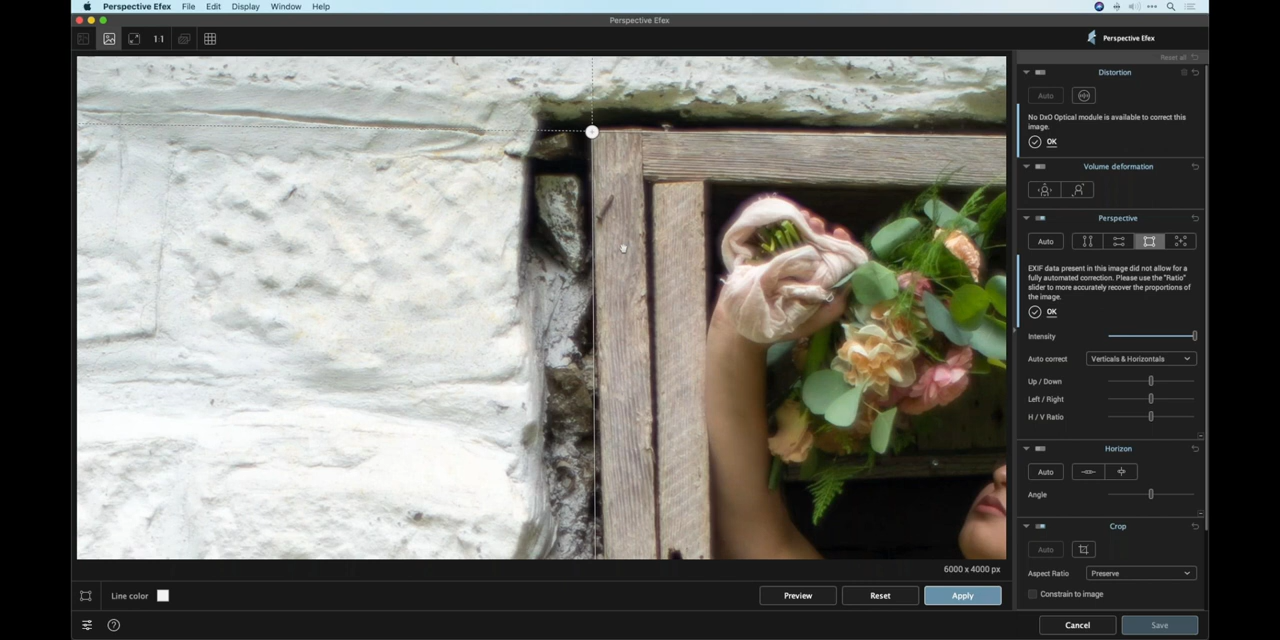 Perspective Efex File Edit Display Window Help
Perspective Efex
1:1
Perspective Efex
Reset all
Distortion
Auto
No DxO Optical module is available to correct this
image.
OK
Volume deformation
Perspective
Auto
EXIF data present in this image did not allow for a
fully automated correction. Please use the "Ratio"
slider to more accurately recover the proportions of
the image.
OK
Intensity
Auto correct Verticals & Horizontals
Up / Down
Left / Right
H / V Ratio
Horizon
Auto
Angle
Crop
Auto
Aspect Ratio Preserve
Constrain to image
6000 x 4000 px
Line color Preview Reset Apply
Cancel Save